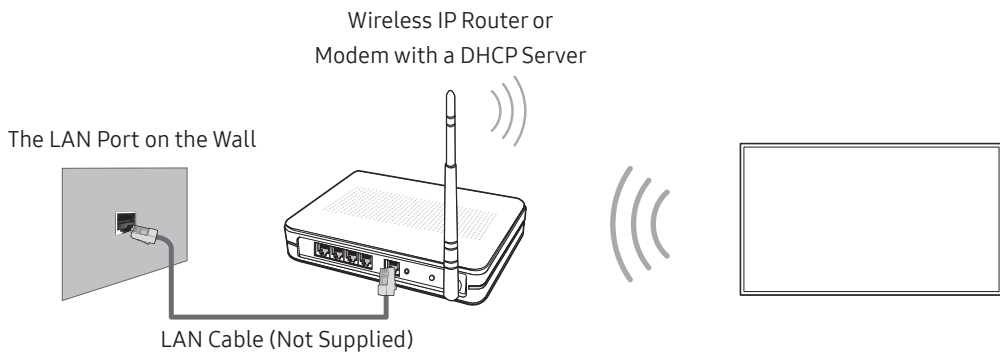 Wireless IP Router or
Modem with a DHCP Server
The LAN Port on the Wall
LAN Cable (Not Supplied)